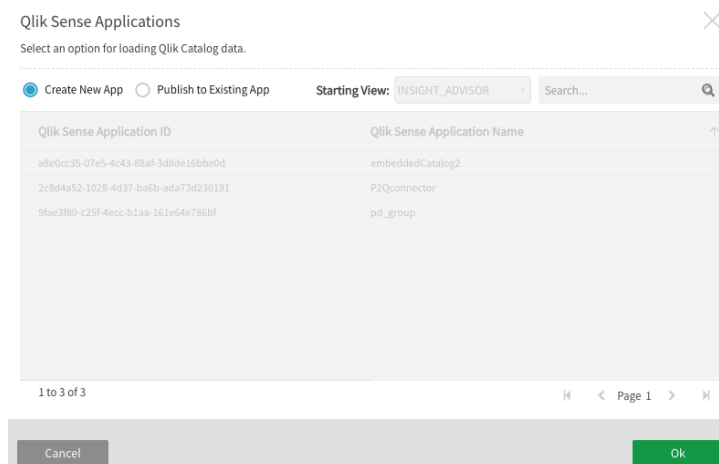 Qlik Sense Applications
Select an option for loading Qlik Catalog data.
Create New App Publish to Existing App Starting View: INSIGHT_ADVISOR Search...
Qlik Sense Application ID Qlik Sense Application Name
a8e0cc35-07e5-4c43-88af-3d8de16bbe0d embeddedCatalog2
2c8d4a52-1028-4d37-ba6b-ada73d230191 P2Qconnector
9fae3f80-c25f-4ecc-b1aa-161e64e786bf pd_group
1 to 3 of 3 Page 1
Cancel Ok